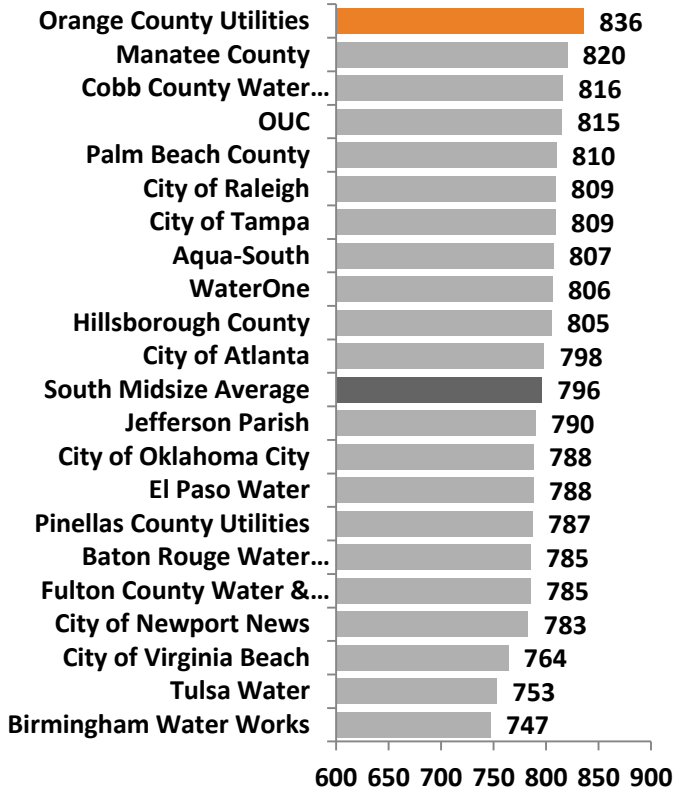 Orange County Utilities 836
Manatee County 820
Cobb County Water... 816
OUC 815
Palm Beach County 810
City of Raleigh 809
City of Tampa 809
Aqua-South 807
WaterOne 806
Hillsborough County 805
City of Atlanta 798
South Midsize Average 796
Jefferson Parish 790
City of Oklahoma City 788
El Paso Water 788
Pinellas County Utilities 787
Baton Rouge Water... 785
Fulton County Water &... 785
City of Newport News 783
City of Virginia Beach 764
Tulsa Water 753
Birmingham Water Works 747
600 650 700 750 800 850 900